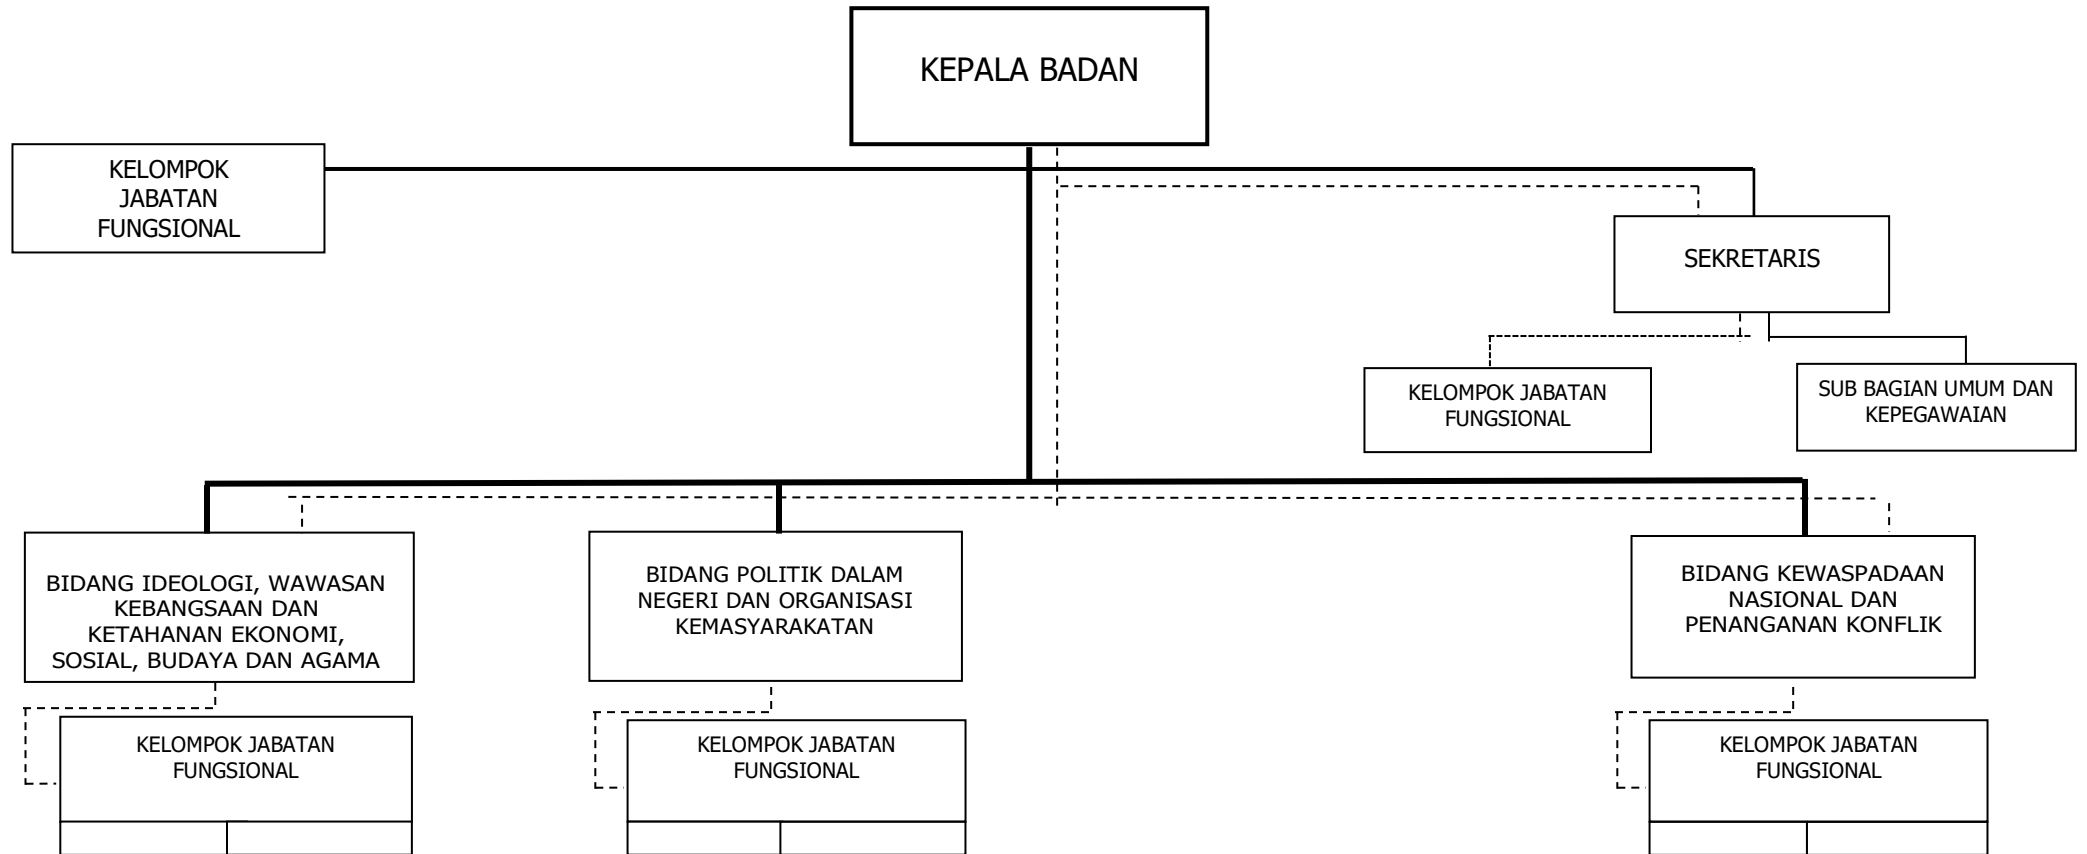 KEPALA BADAN
KELOMPOK
JABATAN
FUNGSIONAL
SEKRETARIS
KELOMPOK JABATAN
FUNGSIONAL
SUB BAGIAN UMUM DAN
KEPEGAWAIAN
BIDANG IDEOLOGI, WAWASAN
KEBANGSAAN DAN
KETAHANAN EKONOMI,
SOSIAL, BUDAYA DAN AGAMA
BIDANG POLITIK DALAM
NEGERI DAN ORGANISASI
KEMASYARAKATAN
BIDANG KEWASPADAAN
NASIONAL DAN
PENANGANAN KONFLIK
KELOMPOK JABATAN
FUNGSIONAL
KELOMPOK JABATAN
FUNGSIONAL
KELOMPOK JABATAN
FUNGSIONAL